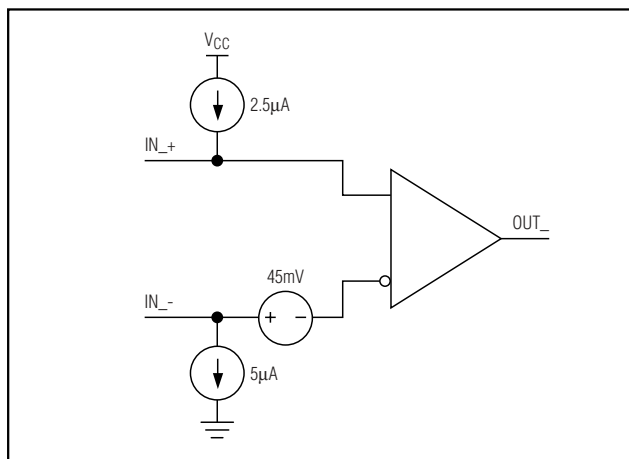 VCC
2.5μA
IN_+
OUT_
45mV
+ −
IN_-
5μA